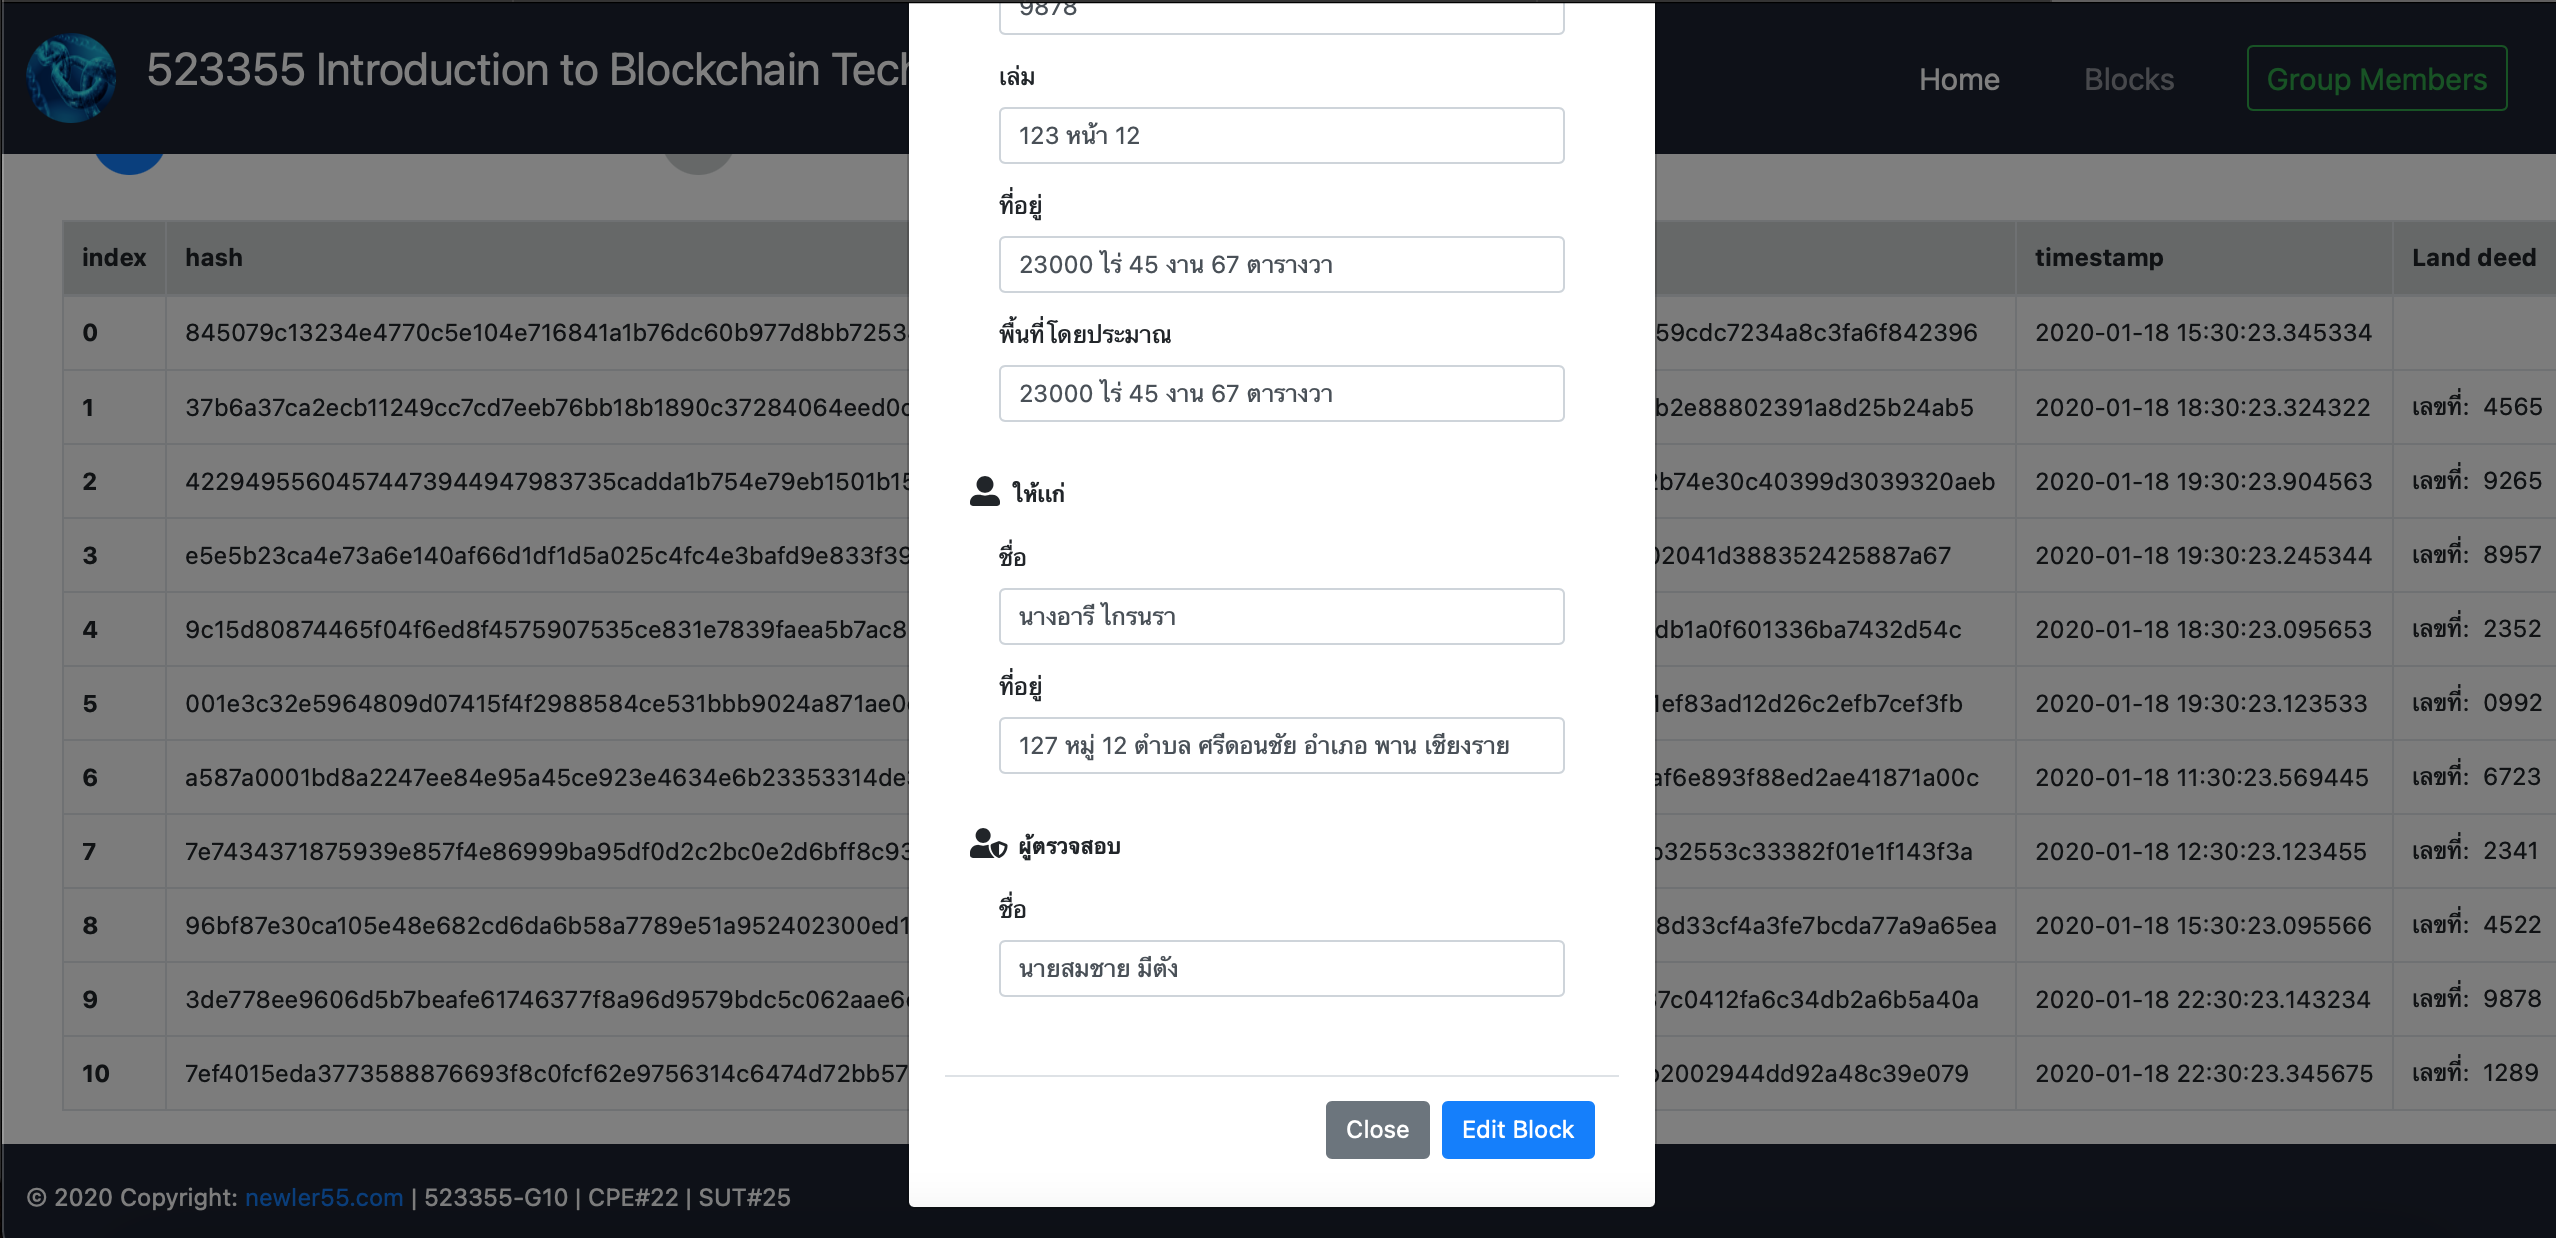 9878
523355 Introduction to Blockchain Tech
Home
Blocks
Group Members
เล่ม
123 หน้า 12
ที่อยู่
23000 ไร่ 45 งาน 67 ตารางวา
พื้นที่โดยประมาณ
23000 ไร่ 45 งาน 67 ตารางวา
ให้แก่
ชื่อ
นางอารี ไกรนรา
ที่อยู่
127 หมู่ 12 ตำบล ศรีดอนชัย อำเภอ พาน เชียงราย
ผู้ตรวจสอบ
ชื่อ
นายสมชาย มีตัง
Close
Edit Block
index hash timestamp Land deed
0 845079c13234e4770c5e104e716841a1b76dc60b977d8bb7253 59cdc7234a8c3fa6f842396 2020-01-18 15:30:23.345334
1 37b6a37ca2ecb11249cc7cd7eeb76bb18b1890c37284064eed0c b2e88802391a8d25b24ab5 2020-01-18 18:30:23.324322 เลขที่: 4565
2 4229495560457447394494798​3735cadda1b754e79eb1501b15 b74e30c40399d3039320aeb 2020-01-18 19:30:23.904563 เลขที่: 9265
3 e5e5b23ca4e73a6e140af66d1df1d5a025c4fc4e3bafd9e833f39 02041d388352425887a67 2020-01-18 19:30:23.245344 เลขที่: 8957
4 9c15d80874465f04f6ed8f4575907535ce831e7839faea5b7ac8 db1a0f601336ba7432d54c 2020-01-18 18:30:23.095653 เลขที่: 2352
5 001e3c32e5964809d07415f4f2988584ce531bbb9024a871ae0 1ef83ad12d26c2efb7cef3fb 2020-01-18 19:30:23.123533 เลขที่: 0992
6 a587a0001bd8a2247ee84e95a45ce923e4634e6b23353314de af6e893f88ed2ae41871a00c 2020-01-18 11:30:23.569445 เลขที่: 6723
7 7e7434371875939e857f4e86999ba95df0d2c2bc0e2d6bff8c93 b32553c33382f01e1f143f3a 2020-01-18 12:30:23.123455 เลขที่: 2341
8 96bf87e30ca105e48e682cd6da6b58a7789e51a952402300ed1 8d33cf4a3fe7bcda77a9a65ea 2020-01-18 15:30:23.095566 เลขที่: 4522
9 3de778ee9606d5b7beafe61746377f8a96d9579bdc5c062aae6 7c0412fa6c34db2a6b5a40a 2020-01-18 22:30:23.143234 เลขที่: 9878
10 7ef4015eda3773588876693f8c0fcf62e9756314c6474d72bb57 2002944dd92a48c39e079 2020-01-18 22:30:23.345675 เลขที่: 1289
© 2020 Copyright: newler55.com | 523355-G10 | CPE#22 | SUT#25